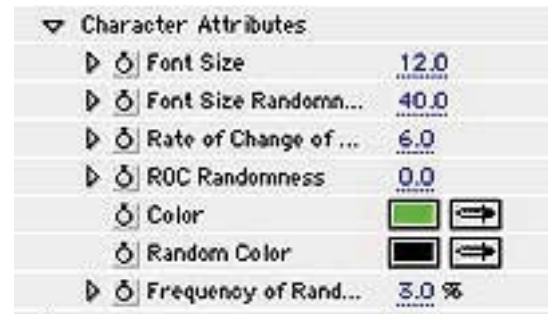 Character Attributes
Font Size 12.0
Font Size Randomn... 40.0
Rate of Change of ... 6.0
ROC Randomness 0.0
Color
Random Color
Frequency of Rand... 3.0 %